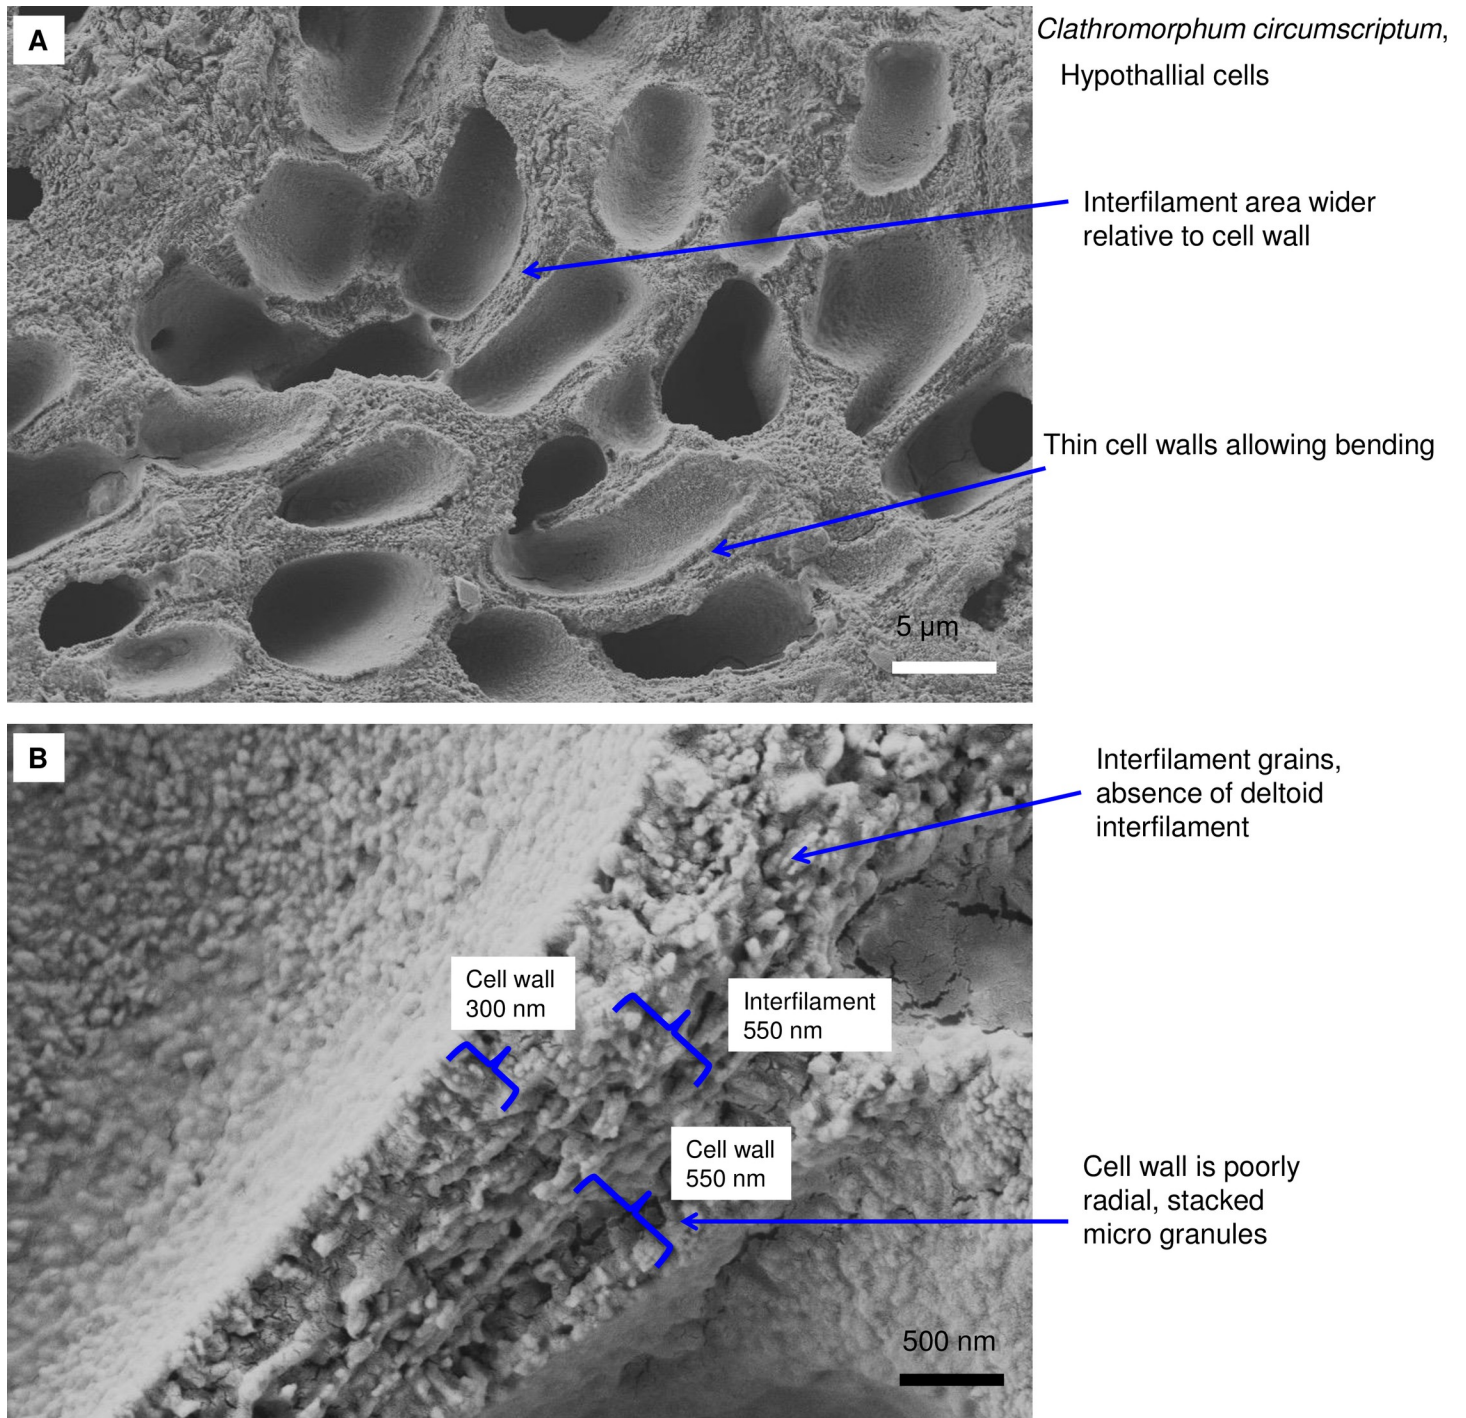 A
Clathromorphum circumscriptum,
Hypothallial cells
Interfilament area wider
relative to cell wall
Thin cell walls allowing bending
5 μm
B
Interfilament grains,
absence of deltoid
interfilament
Cell wall
300 nm
Interfilament
550 nm
Cell wall
550 nm
Cell wall is poorly
radial, stacked
micro granules
500 nm